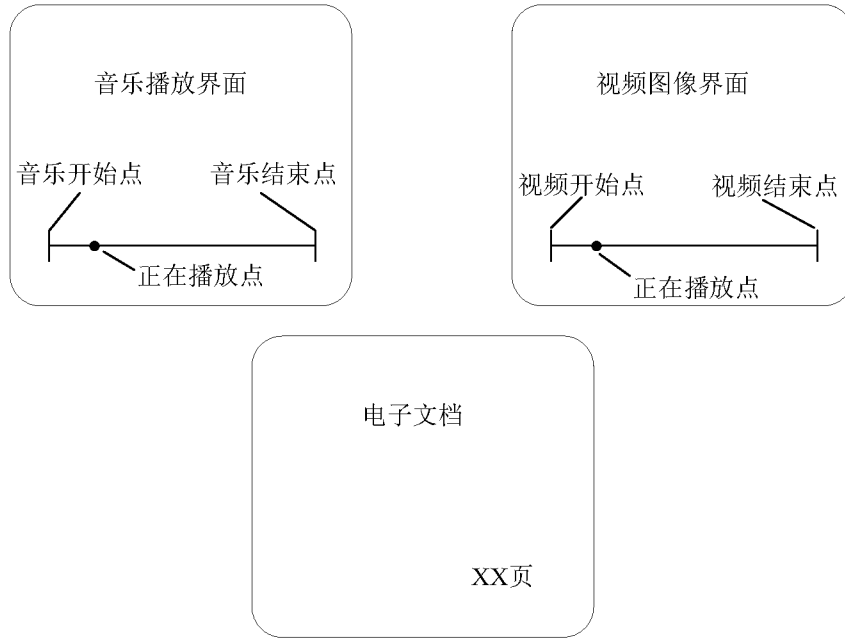 音乐播放界面
音乐开始点
音乐结束点
正在播放点
视频图像界面
视频开始点
视频结束点
正在播放点
电子文档
XX页